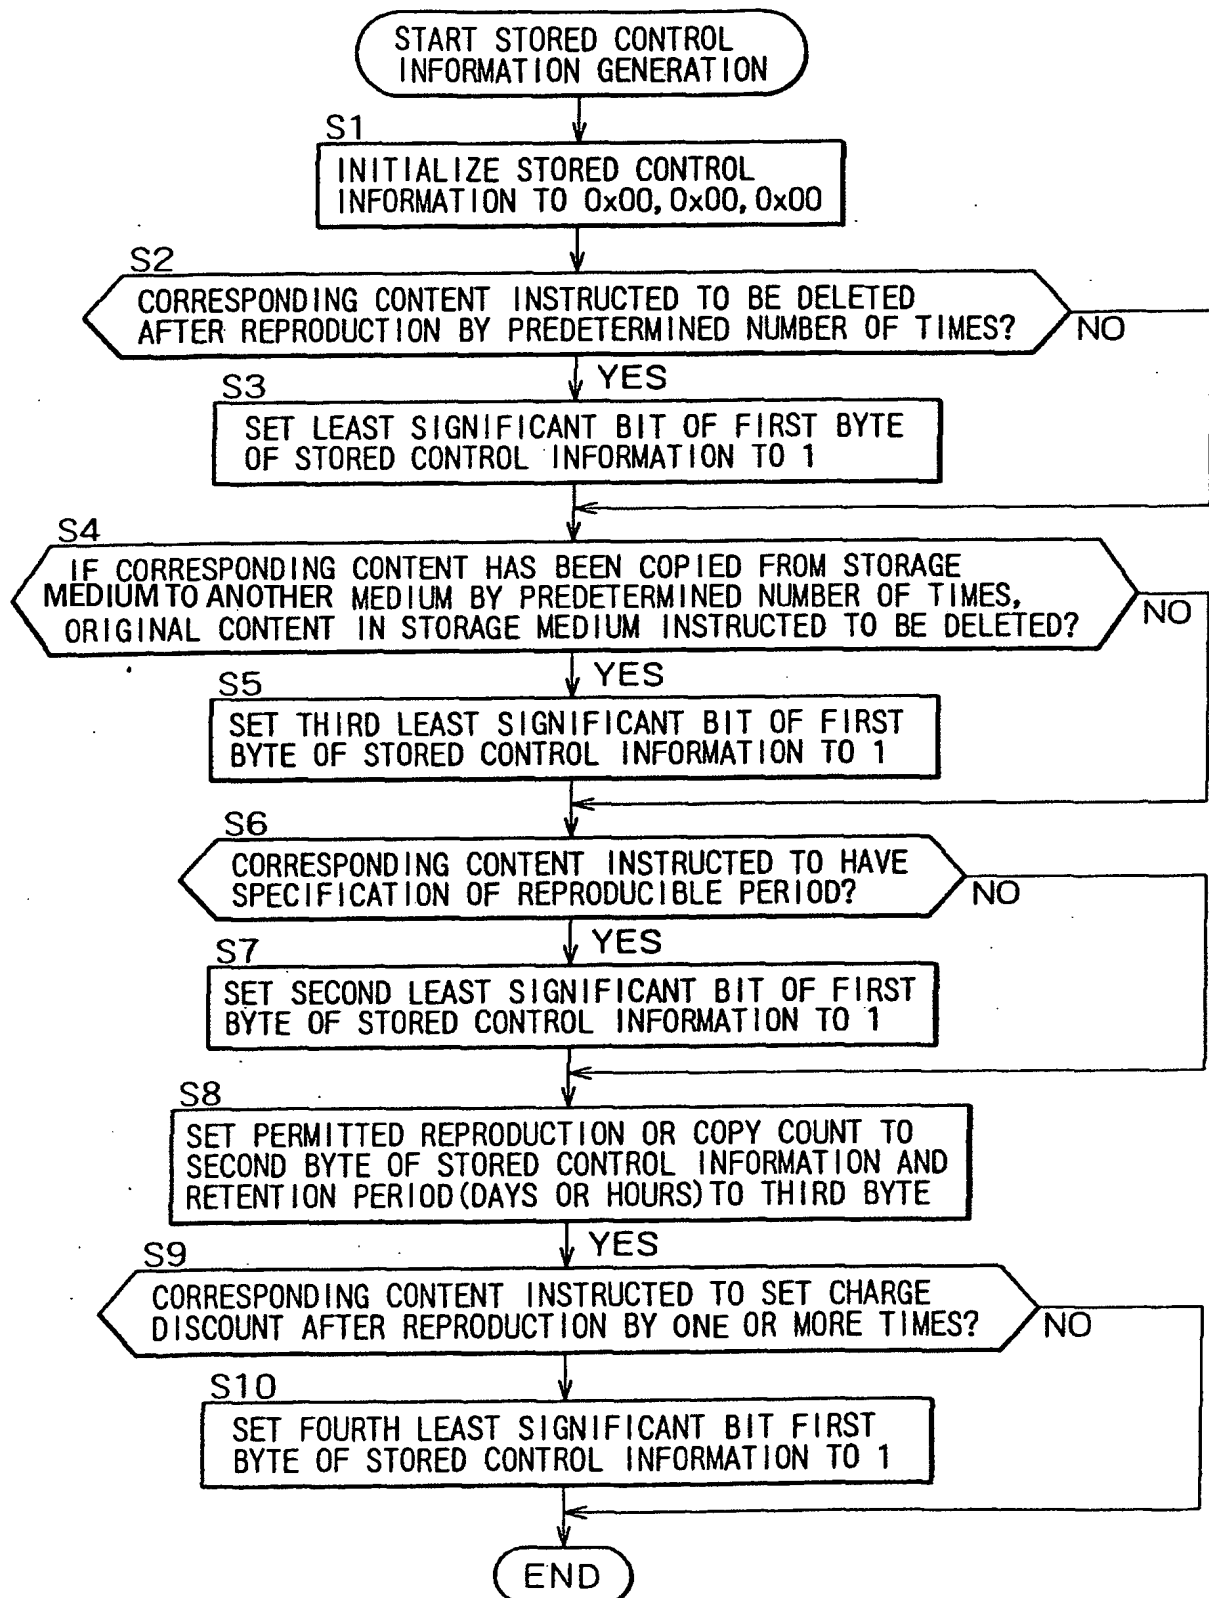 START STORED CONTROL
INFORMATION GENERATION
S1
INITIALIZE STORED CONTROL
INFORMATION TO 0x00, 0x00, 0x00
S2
CORRESPONDING CONTENT INSTRUCTED TO BE DELETED
AFTER REPRODUCTION BY PREDETERMINED NUMBER OF TIMES?
NO
YES
S3
SET LEAST SIGNIFICANT BIT OF FIRST BYTE
OF STORED CONTROL INFORMATION TO 1
S4
IF CORRESPONDING CONTENT HAS BEEN COPIED FROM STORAGE
MEDIUM TO ANOTHER MEDIUM BY PREDETERMINED NUMBER OF TIMES,
ORIGINAL CONTENT IN STORAGE MEDIUM INSTRUCTED TO BE DELETED?
NO
YES
S5
SET THIRD LEAST SIGNIFICANT BIT OF FIRST
BYTE OF STORED CONTROL INFORMATION TO 1
S6
CORRESPONDING CONTENT INSTRUCTED TO HAVE
SPECIFICATION OF REPRODUCIBLE PERIOD?
NO
YES
S7
SET SECOND LEAST SIGNIFICANT BIT OF FIRST
BYTE OF STORED CONTROL INFORMATION TO 1
S8
SET PERMITTED REPRODUCTION OR COPY COUNT TO
SECOND BYTE OF STORED CONTROL INFORMATION AND
RETENTION PERIOD(DAYS OR HOURS)TO THIRD BYTE
YES
S9
CORRESPONDING CONTENT INSTRUCTED TO SET CHARGE
DISCOUNT AFTER REPRODUCTION BY ONE OR MORE TIMES?
NO
S10
SET FOURTH LEAST SIGNIFICANT BIT FIRST
BYTE OF STORED CONTROL INFORMATION TO 1
END